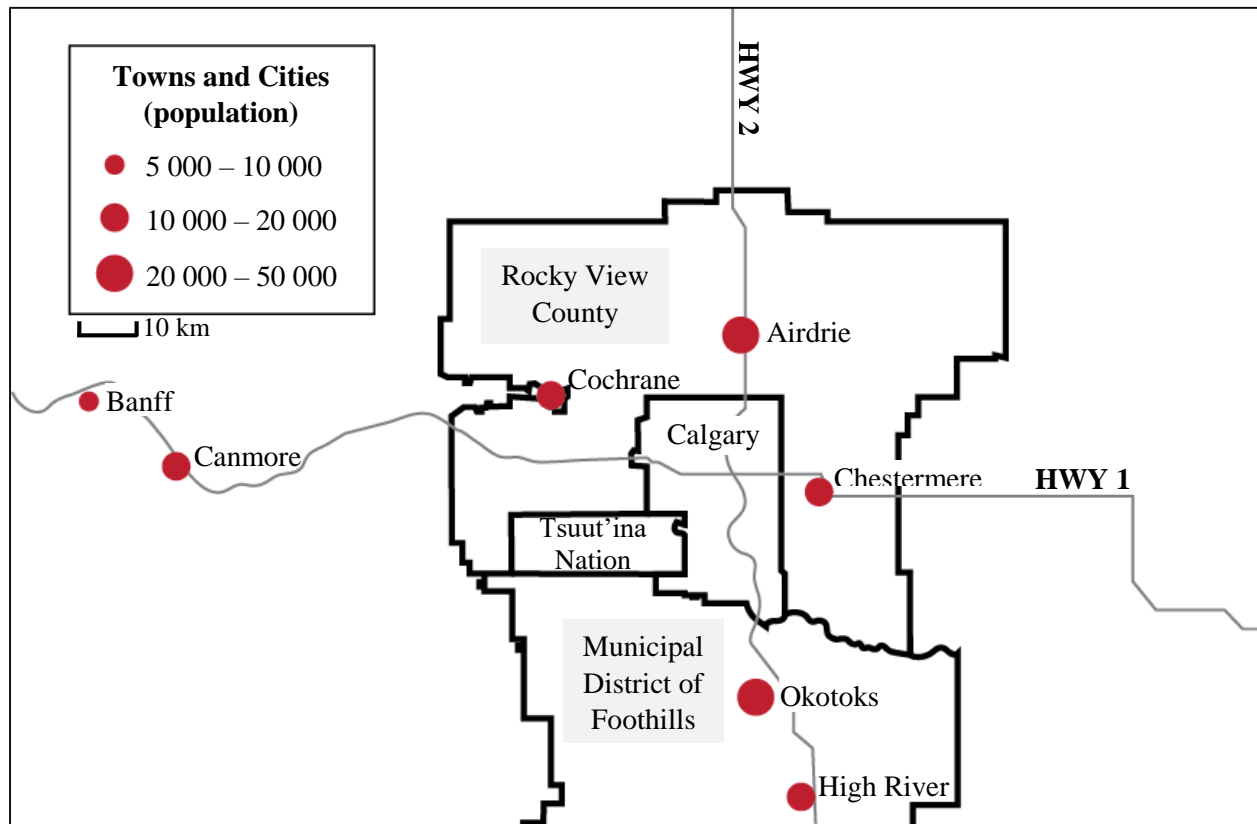 Towns and Cities
(population)
5 000 – 10 000
10 000 – 20 000
20 000 – 50 000
10 km
HWY 2
Rocky View
County
Airdrie
Cochrane
Banff
Calgary
Canmore
Chestermere
HWY 1
Tsuut’ina
Nation
Municipal
District of
Foothills
Okotoks
High River